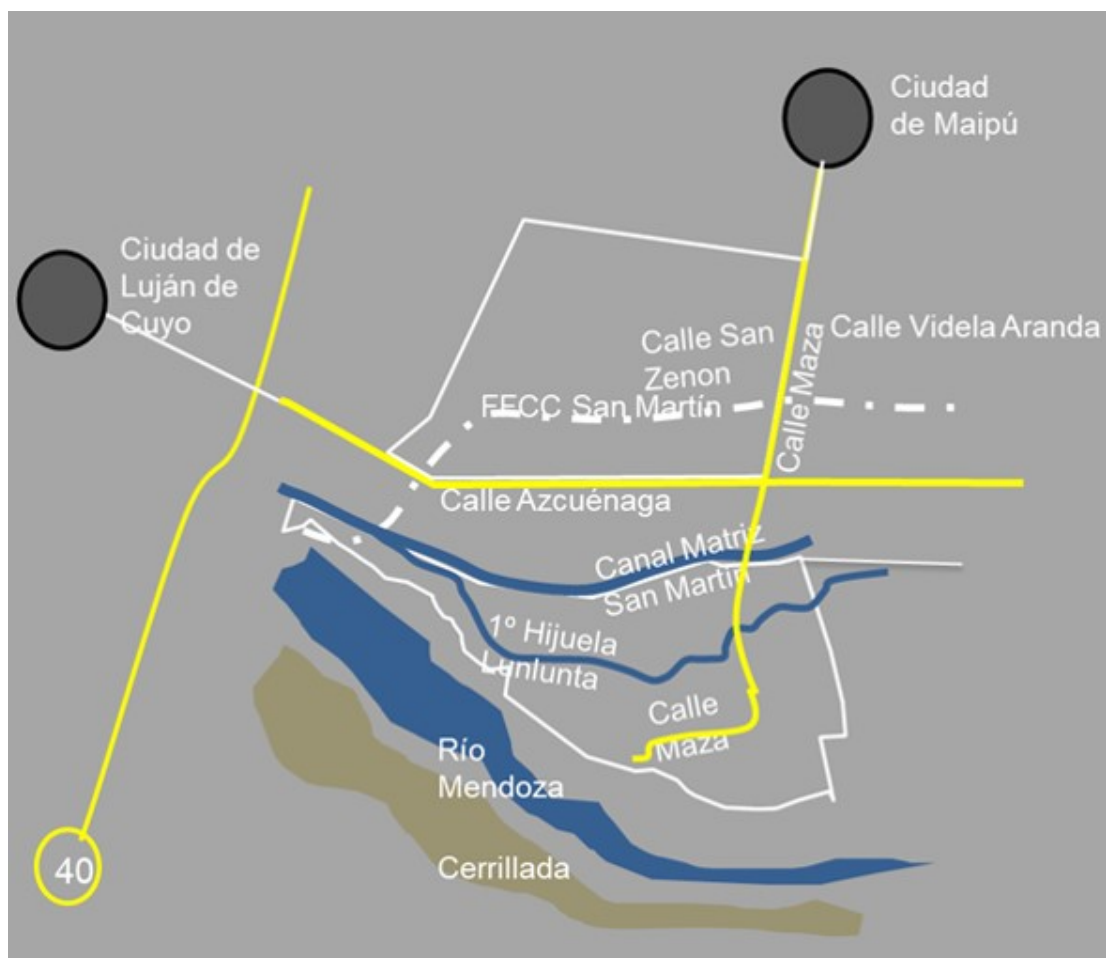 Ciudad
de Maipú
Ciudad de
Luján de
Cuyo
Calle San
Zenon
Calle Maza
Calle Videla Aranda
FFCC San Martín
Calle Azcuénaga
Canal Matriz
San Martín
1º Hijuela
Lunlunta
Calle
Maza
Río
Mendoza
Cerrillada
40